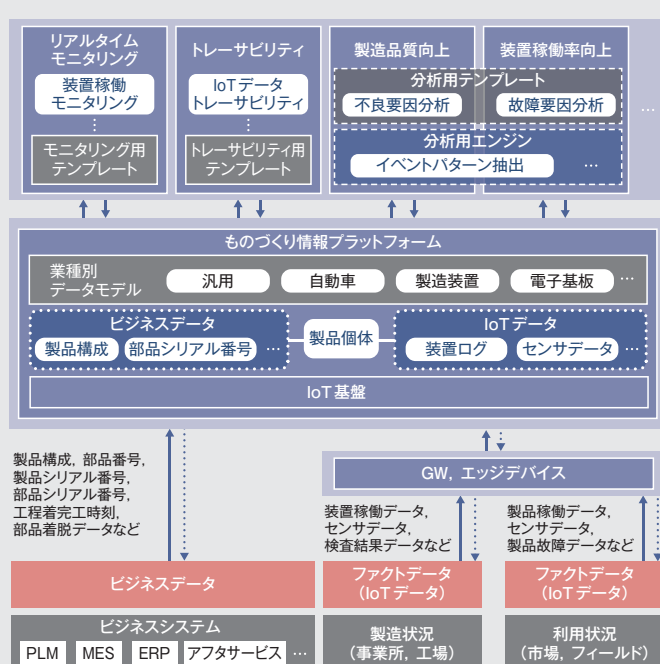 リアルタイム
モニタリング
装置稼働
モニタリング
⋮
モニタリング用
テンプレート
トレーサビリティ
IoTデータ
トレーサビリティ
⋮
トレーサビリティ用
テンプレート
製造品質向上
装置稼働率向上
分析用テンプレート
不良要因分析
故障要因分析
…
分析用エンジン
イベントパターン抽出
…
ものづくり情報プラットフォーム
業種別
データモデル
汎用
自動車
製造装置
電子基板
…
ビジネスデータ
製品構成
部品シリアル番号
…
製品個体
IoTデータ
装置ログ
センサデータ
…
IoT基盤
製品構成, 部品番号,
製品シリアル番号,
部品シリアル番号,
工程着完工時刻,
部品着脱データなど
GW, エッジデバイス
装置稼働データ,
センサデータ,
検査結果データなど
製品稼働データ,
センサデータ,
製品故障データなど
ビジネスデータ
ファクトデータ
(IoTデータ)
ファクトデータ
(IoTデータ)
ビジネスシステム
PLM
MES
ERP
アフタサービス
…
製造状況
(事業所, 工場)
利用状況
(市場, フィールド)